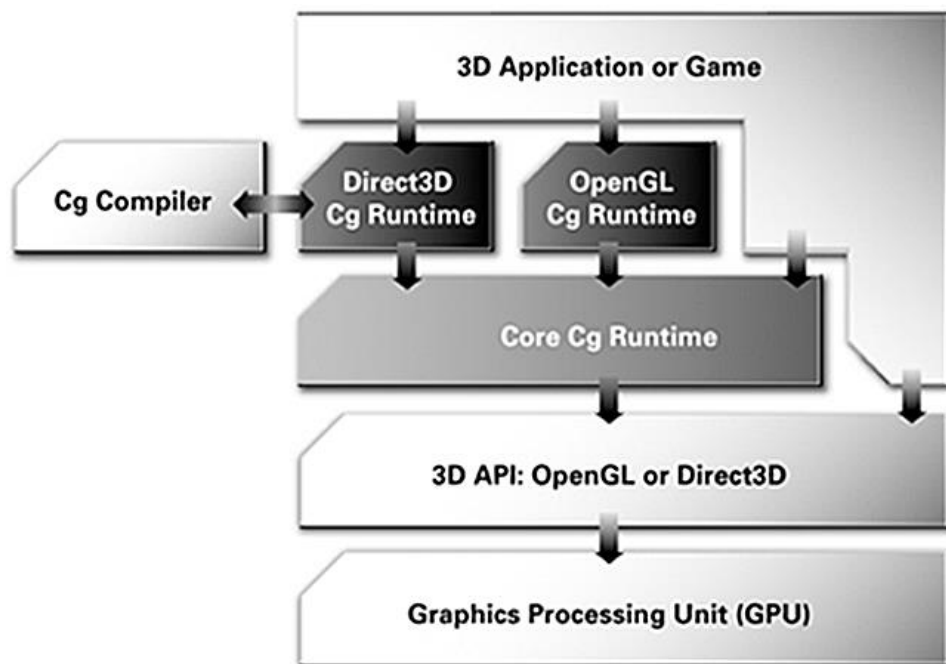 3D Application or Game
Cg Compiler
Direct3D
Cg Runtime
OpenGL
Cg Runtime
Core Cg Runtime
3D API: OpenGL or Direct3D
Graphics Processing Unit (GPU)